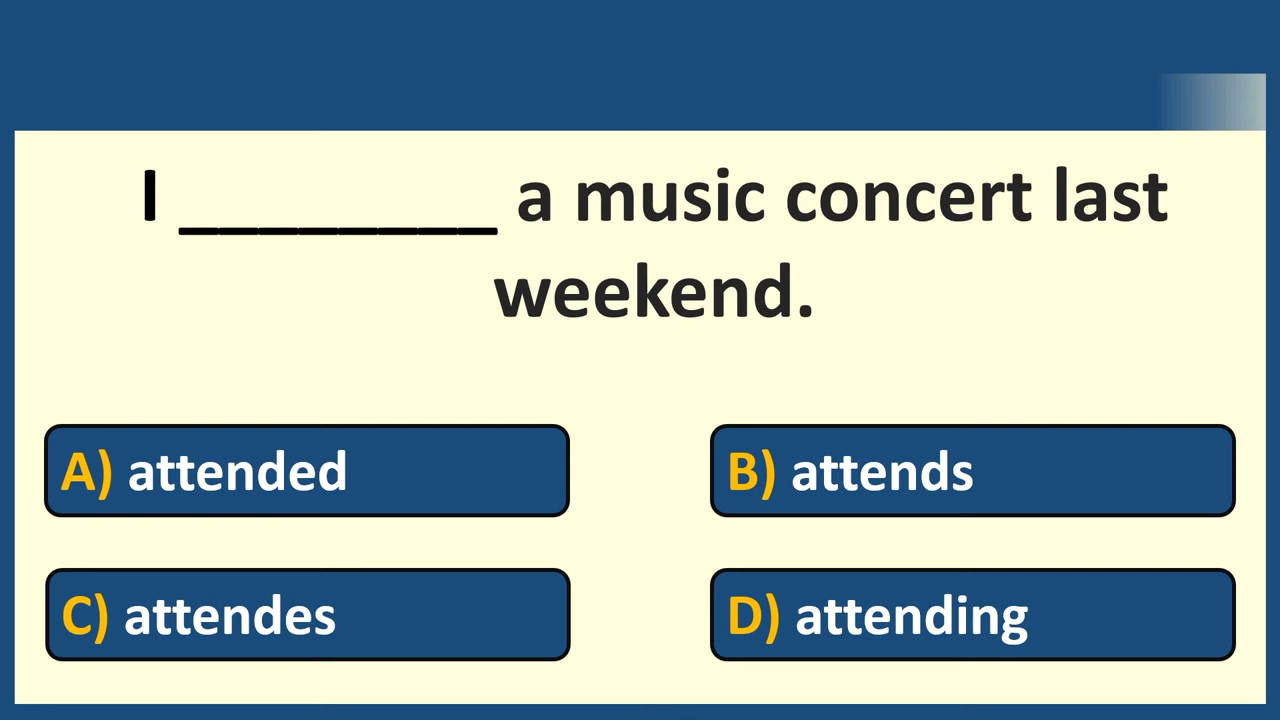 I ________ a music concert last
weekend.
A) attended
B) attends
C) attendes
D) attending